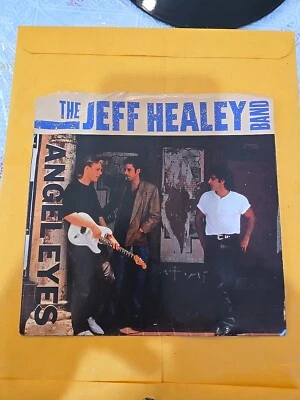 THE JEFF HEALEY BAND
ANGEL EYES